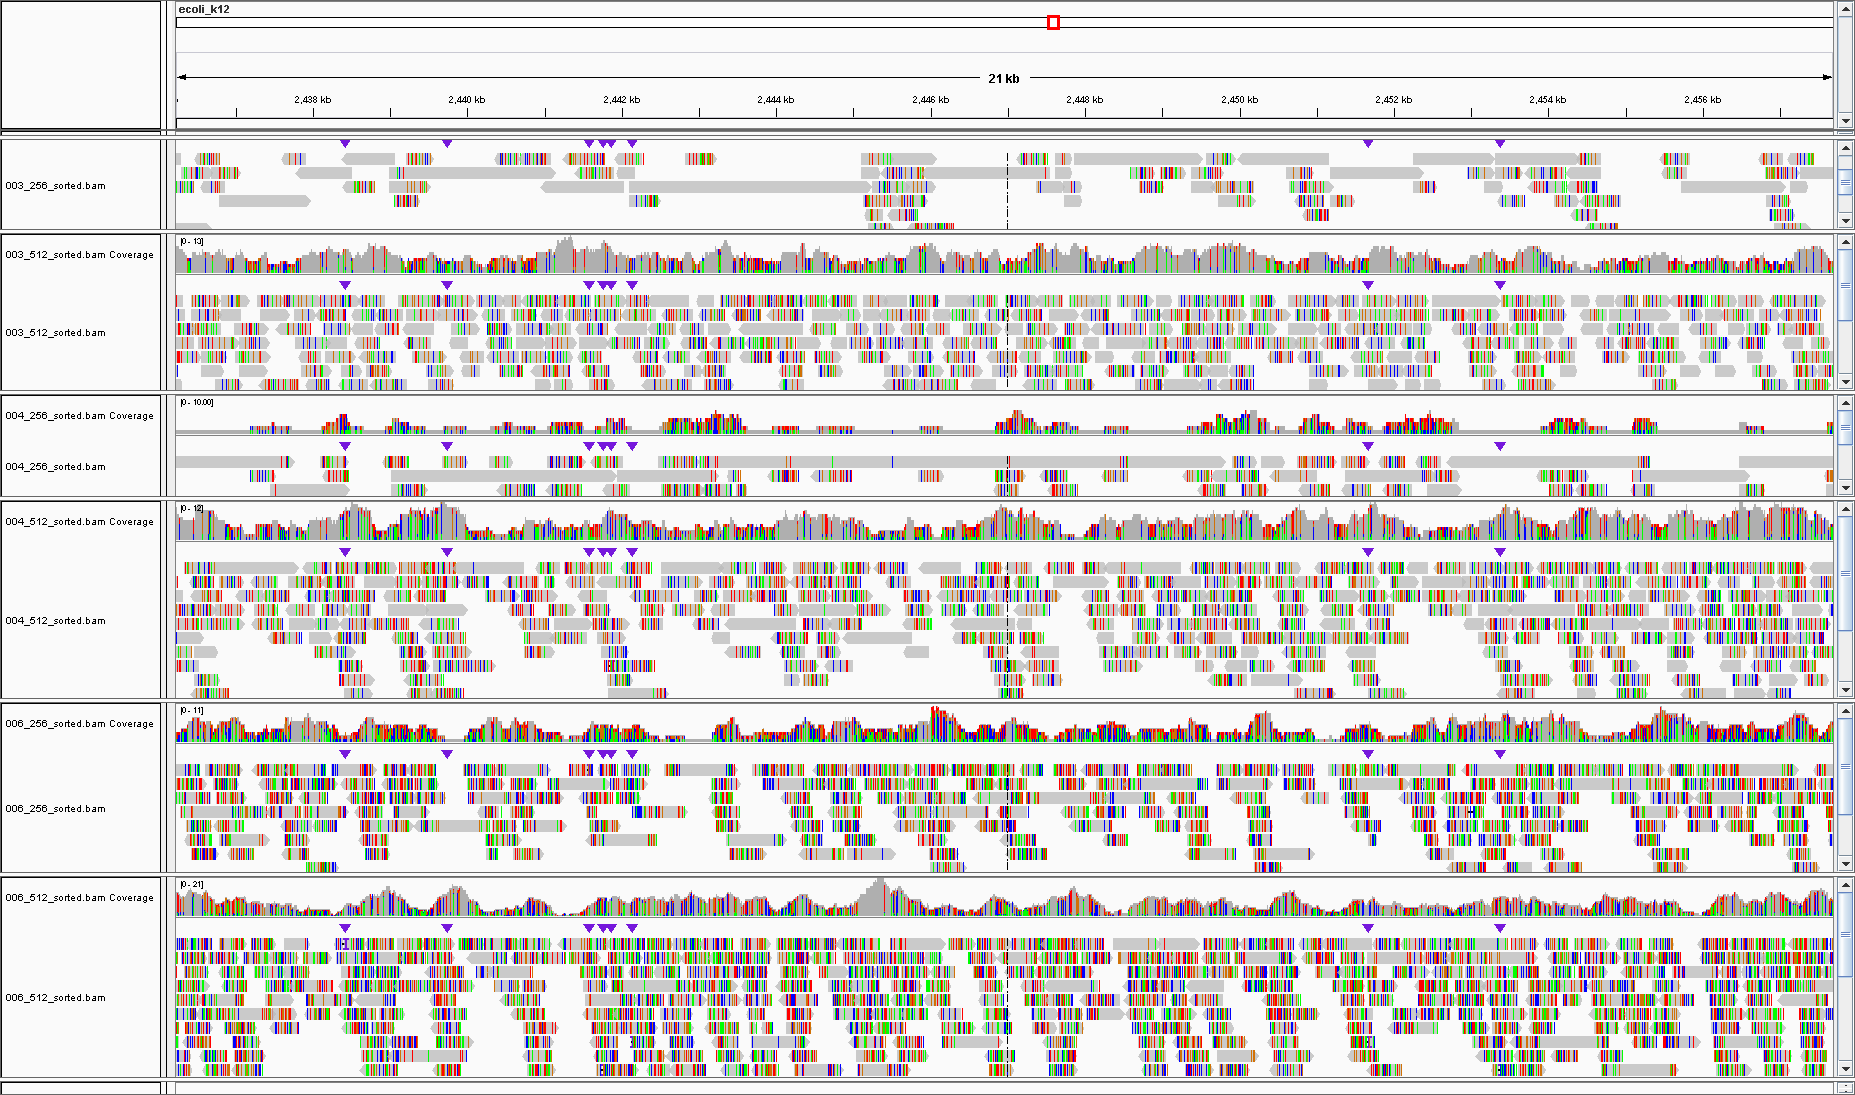 ecoli_k12
21 kb
2,438 kb 2,440 kb 2,442 kb 2,444 kb 2,446 kb 2,448 kb 2,450 kb 2,452 kb 2,454 kb 2,456 kb
003_256_sorted.bam
[0 - 13]
003_512_sorted.bam Coverage
003_512_sorted.bam
[0 - 10.00]
004_256_sorted.bam Coverage
004_256_sorted.bam
[0 - 12]
004_512_sorted.bam Coverage
004_512_sorted.bam
[0 - 11]
006_256_sorted.bam Coverage
006_256_sorted.bam
[0 - 21]
006_512_sorted.bam Coverage
006_512_sorted.bam